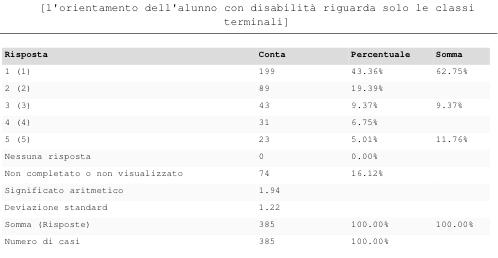 [l'orientamento dell'alunno con disabilità riguarda solo le classi
terminali]
Risposta Conta Percentuale Somma
1 (1) 199 43.36% 62.75%
2 (2) 89 19.39%
3 (3) 43 9.37% 9.37%
4 (4) 31 6.75%
5 (5) 23 5.01% 11.76%
Nessuna risposta 0 0.00%
Non completato o non visualizzato 74 16.12%
Significato aritmetico 1.94
Deviazione standard 1.22
Somma (Risposte) 385 100.00% 100.00%
Numero di casi 385 100.00%